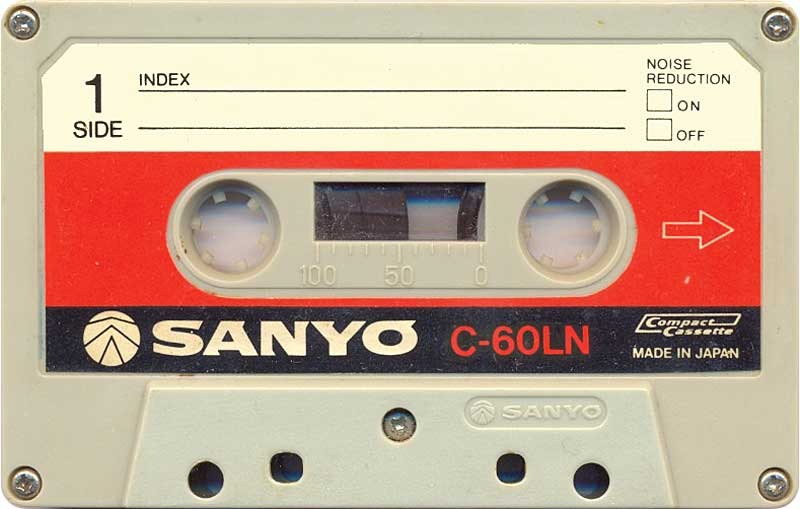 1
SIDE
INDEX
NOISE
REDUCTION
ON
OFF
100 50 0
SANYO
C-60LN
Compact
Cassette
MADE IN JAPAN
SANYO